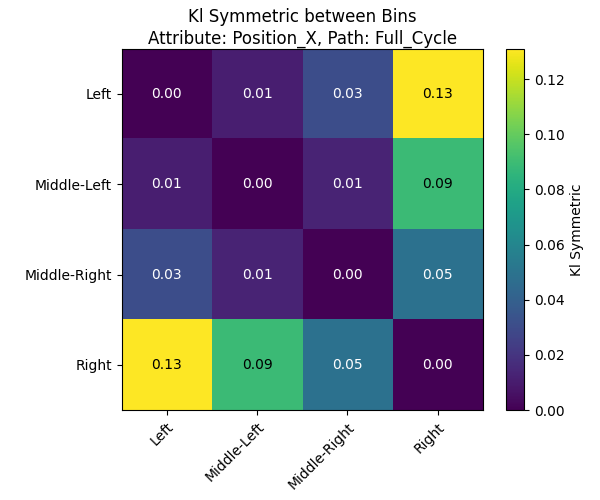 Kl Symmetric between Bins
Attribute: Position_X, Path: Full_Cycle
Left
0.00 0.01 0.03 0.13
Middle-Left
0.01 0.00 0.01 0.09
Middle-Right
0.03 0.01 0.00 0.05
Right
0.13 0.09 0.05 0.00
Left
Middle-Left
Middle-Right
Right
0.12
0.10
0.08
0.06
0.04
0.02
0.00
Kl Symmetric